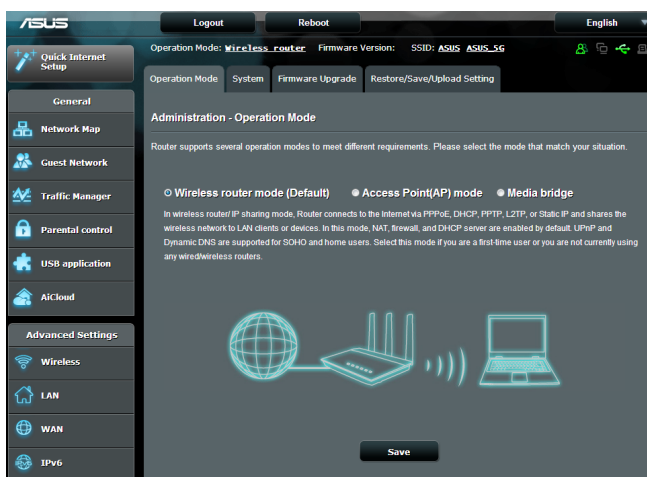 ASUS
Logout
Reboot
English
Quick Internet
Setup
Operation Mode: Wireless router Firmware Version: SSID: ASUS ASUS_5G
Operation Mode
System
Firmware Upgrade
Restore/Save/Upload Setting
General
Network Map
Guest Network
Traffic Manager
Parental control
USB application
AiCloud
Advanced Settings
Wireless
LAN
WAN
IPv6
Administration - Operation Mode
Router supports several operation modes to meet different requirements. Please select the mode that match your situation.
Wireless router mode (Default)
Access Point(AP) mode
Media bridge
In wireless router/ IP sharing mode, Router connects to the Internet via PPPoE, DHCP, PPTP, L2TP, or Static IP and shares the
wireless network to LAN clients or devices. In this mode, NAT, firewall, and DHCP server are enabled by default. UPnP and
Dynamic DNS are supported for SOHO and home users. Select this mode if you are a first-time user or you are not currently using
any wired/wireless routers.
Save